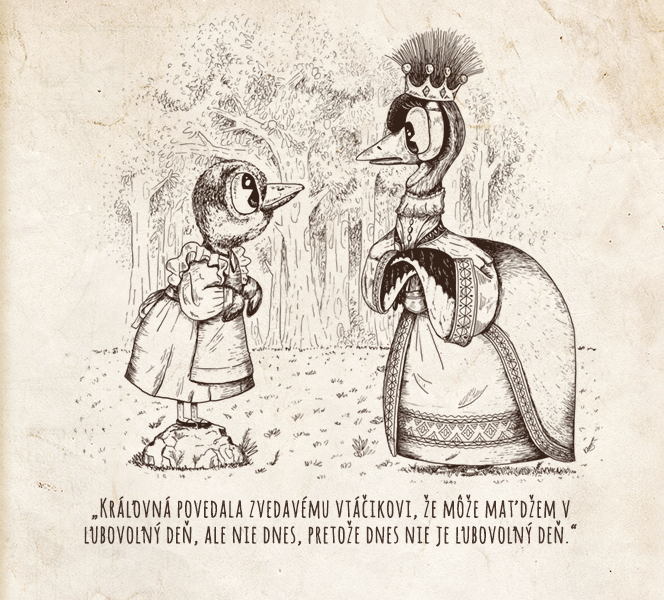 „Kráľovná povedala zvedavému vtáčikovi, že môže mať džem v
ľubovoľný deň, ale nie dnes, pretože dnes nie je ľubovoľný deň.“